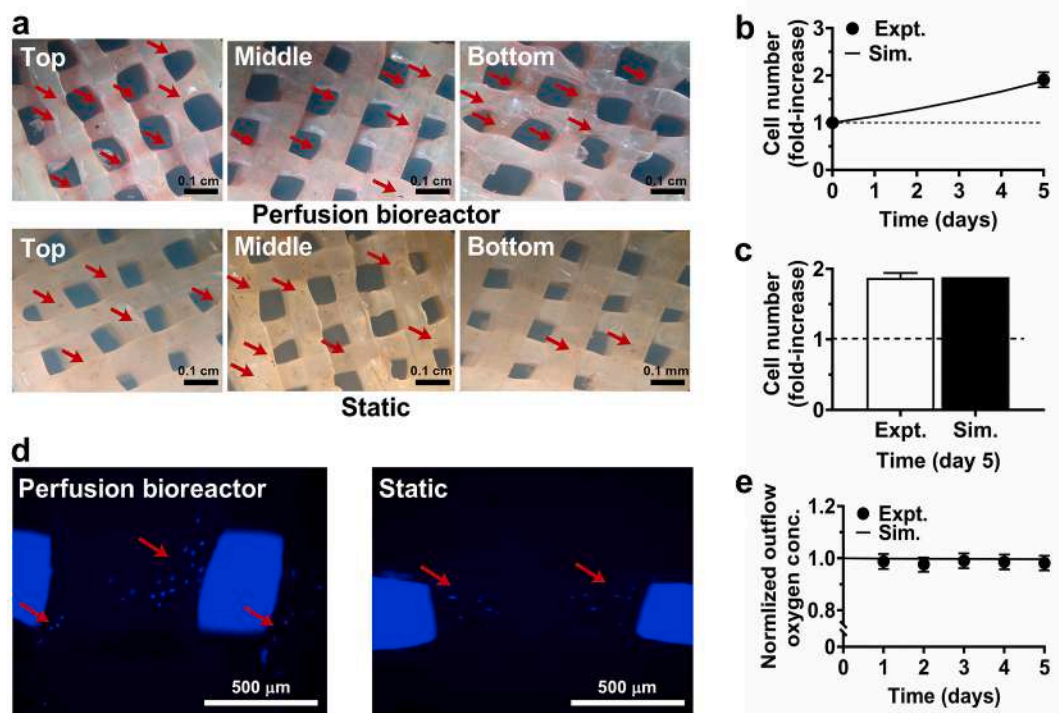 a
Top
Middle
Bottom
0.1 cm
0.1 cm
0.1 cm
Perfusion bioreactor
Top
Middle
Bottom
0.1 cm
0.1 cm
0.1 mm
Static
b
Expt.
Sim.
Cell number
(fold-increase)
3
2
1
0
1
2
3
4
5
Time (days)
c
Cell number
(fold-increase)
2
1
0
Expt.
Sim.
Time (day 5)
d
Perfusion bioreactor
500 μm
Static
500 μm
e
Expt.
Sim.
Normlized outflow
oxygen conc.
1.2
1.0
0.8
0
0
1
2
3
4
5
Time (days)